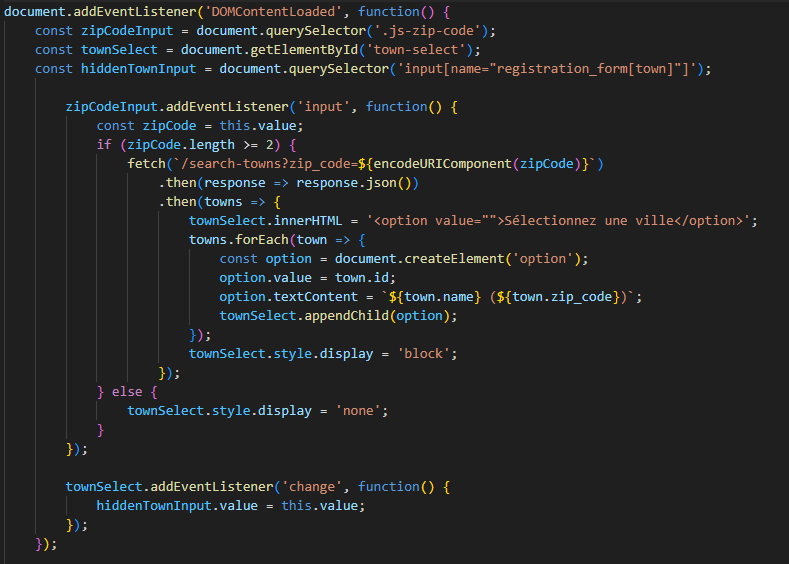 document.addEventListener('DOMContentLoaded', function() {
    const zipCodeInput = document.querySelector('.js-zip-code');
    const townSelect = document.getElementById('town-select');
    const hiddenTownInput = document.querySelector('input[name="registration_form[town]"]');

        zipCodeInput.addEventListener('input', function() {
            const zipCode = this.value;
            if (zipCode.length >= 2) {
                fetch(`/search-towns?zip_code=${encodeURIComponent(zipCode)}`)
                    .then(response => response.json())
                    .then(towns => {
                        townSelect.innerHTML = '<option value="">Sélectionnez une ville</option>';
                        towns.forEach(town => {
                            const option = document.createElement('option');
                            option.value = town.id;
                            option.textContent = `${town.name} (${town.zip_code})`;
                            townSelect.appendChild(option);
                        });
                        townSelect.style.display = 'block';
                    });
            } else {
                townSelect.style.display = 'none';
            }
        });

        townSelect.addEventListener('change', function() {
            hiddenTownInput.value = this.value;
        });
    });